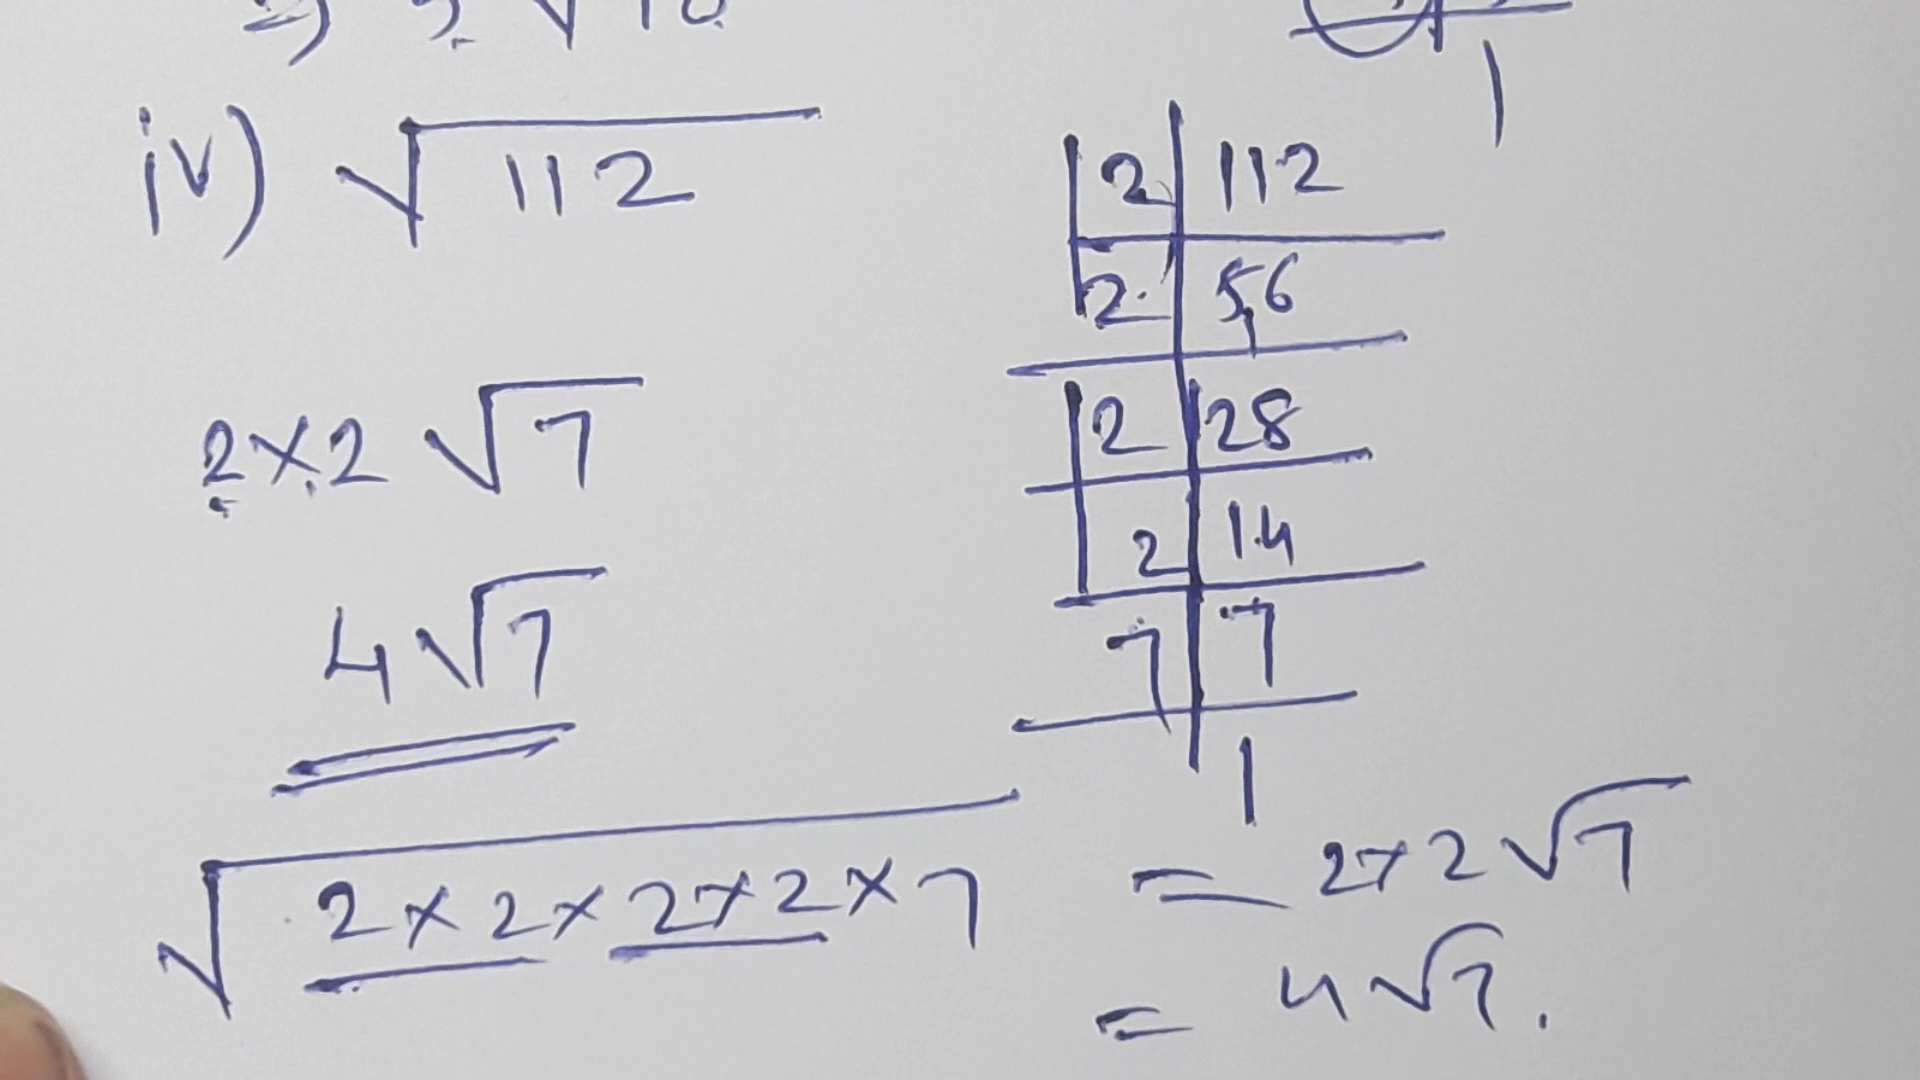 iv) √112
2×2√7
4√7
√2×2×2×2×7 = 2×2√7
= 4√7.
2 | 112
2 | 56
2 | 28
2 | 14
7 | 7
1